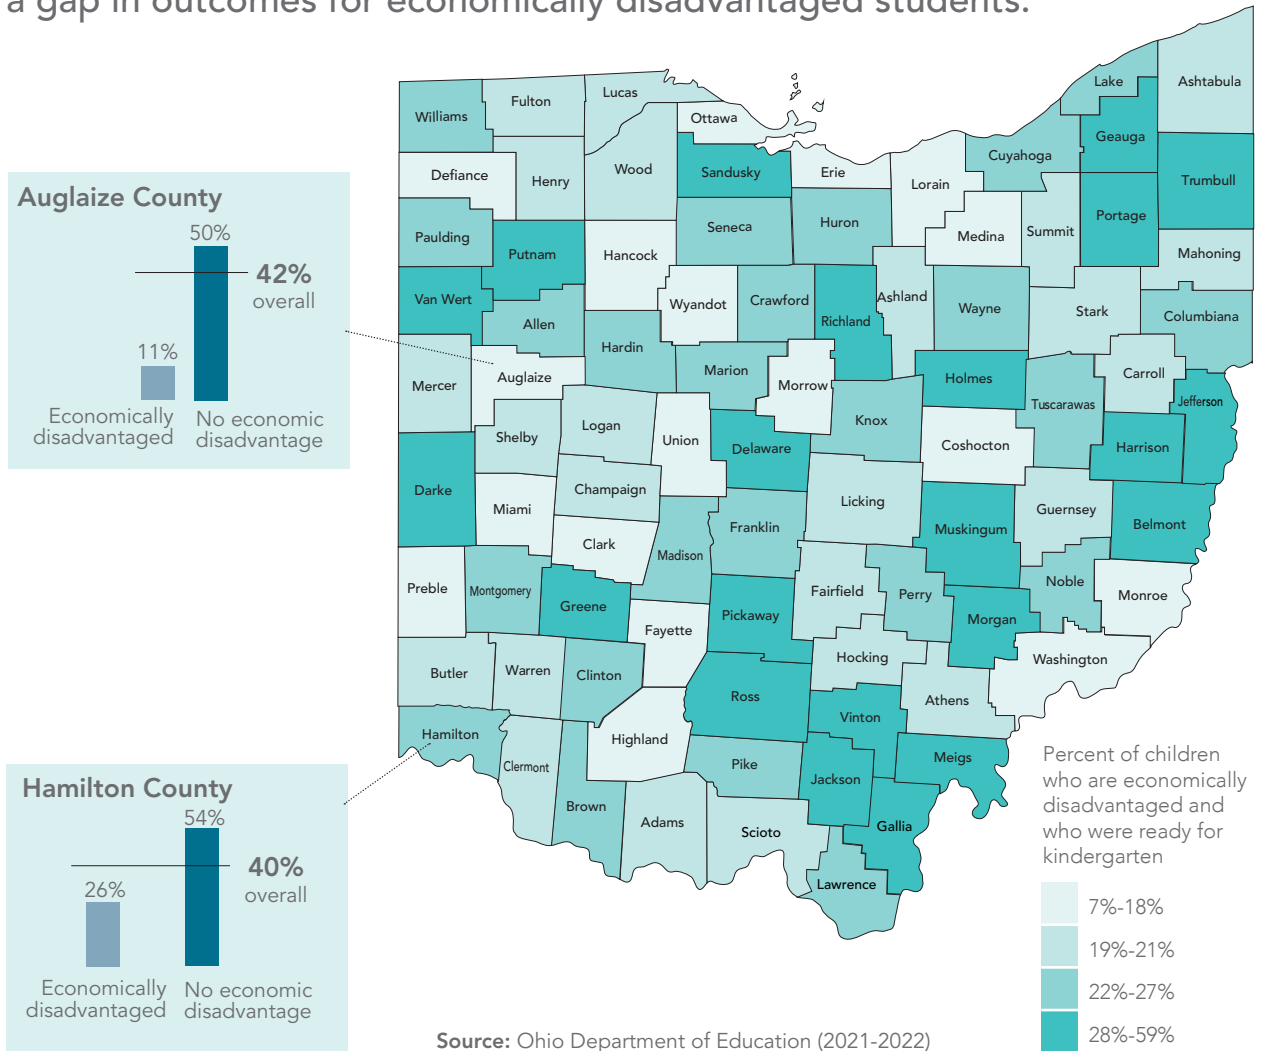 a gap in outcomes for economically disadvantaged students.
Auglaize County
50%
42%
overall
11%
Economically
disadvantaged
No economic
disadvantage
Hamilton County
54%
40%
overall
26%
Economically
disadvantaged
No economic
disadvantage
Williams
Fulton
Lucas
Ottawa
Lake
Ashtabula
Geauga
Cuyahoga
Defiance
Henry
Wood
Sandusky
Erie
Lorain
Trumbull
Paulding
Seneca
Huron
Medina
Summit
Portage
Mahoning
Putnam
Hancock
Van Wert
Allen
Wyandot
Crawford
Richland
Ashland
Wayne
Stark
Columbiana
Hardin
Marion
Morrow
Mercer
Auglaize
Holmes
Carroll
Tuscarawas
Jefferson
Logan
Knox
Shelby
Union
Delaware
Coshocton
Harrison
Darke
Champaign
Licking
Guernsey
Belmont
Miami
Franklin
Muskingum
Clark
Madison
Preble
Montgomery
Greene
Fairfield
Perry
Noble
Monroe
Pickaway
Morgan
Fayette
Washington
Butler
Warren
Clinton
Hocking
Ross
Athens
Vinton
Hamilton
Highland
Clermont
Pike
Meigs
Jackson
Brown
Adams
Scioto
Gallia
Lawrence
Percent of children
who are economically
disadvantaged and
who were ready for
kindergarten
7%-18%
19%-21%
22%-27%
28%-59%
Source: Ohio Department of Education (2021-2022)